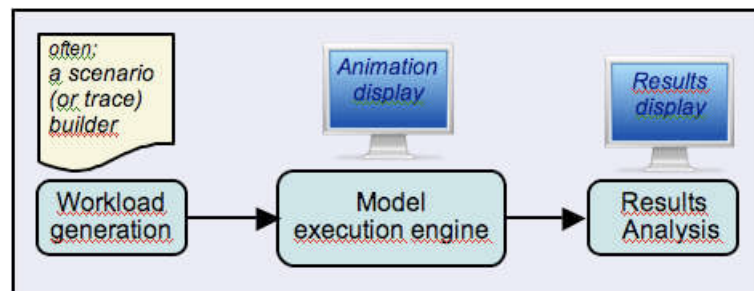 often;
a scenario
(or trace)
builder
Animation
display
Results
display
Workload
generation
Model
execution engine
Results
Analysis